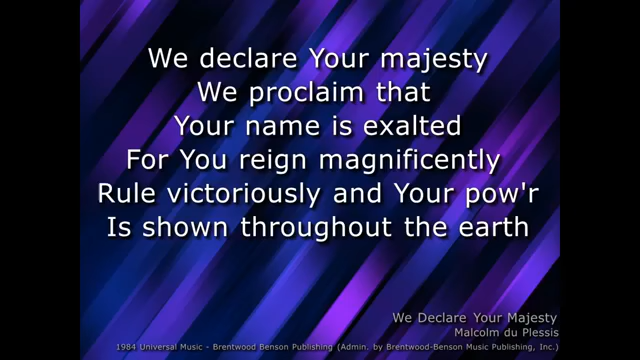 We declare Your majesty
We proclaim that
Your name is exalted
For You reign magnificently
Rule victoriously and Your pow'r
Is shown throughout the earth
We Declare Your Majesty
Malcolm du Plessis
1984 Universal Music - Brentwood Benson Publishing (Admin. by Brentwood-Benson Music Publishing, Inc.)